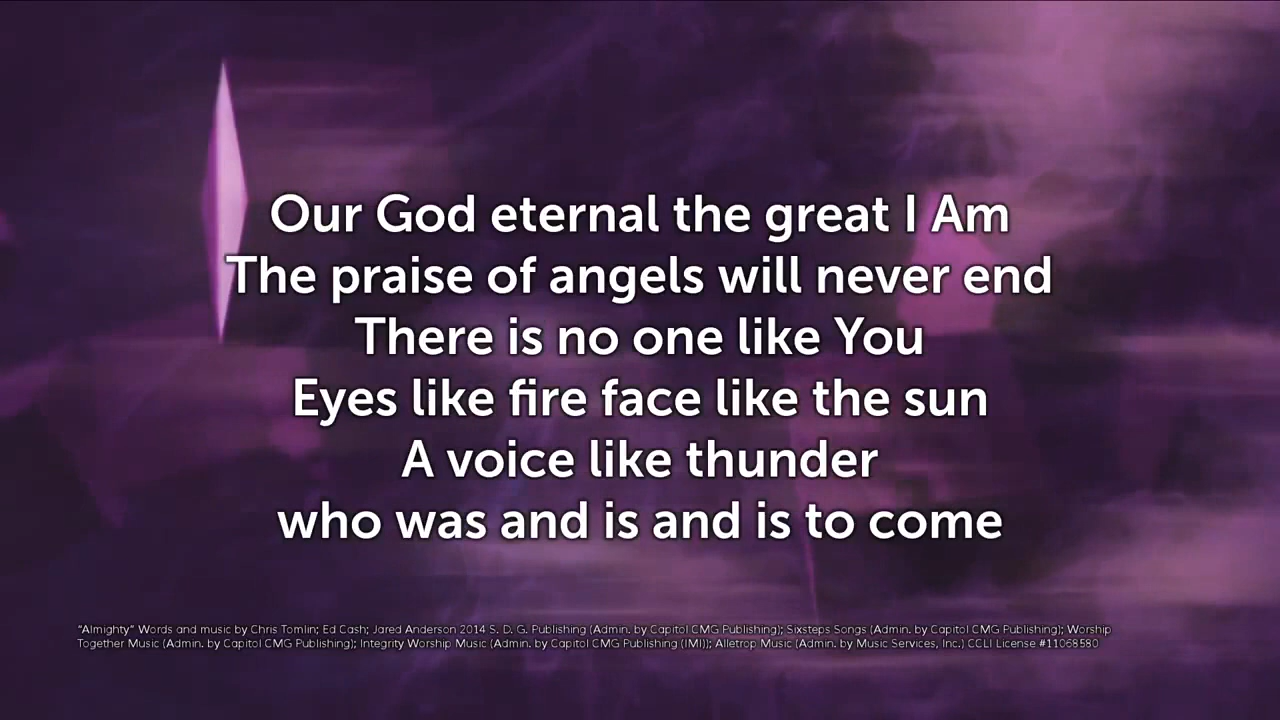 Our God eternal the great I Am
The praise of angels will never end
There is no one like You
Eyes like fire face like the sun
A voice like thunder
who was and is and is to come
"Almighty" Words and music by Chris Tomlin; Ed Cash; Jared Anderson 2014 S. D. G. Publishing (Admin. by Capitol CMG Publishing); Sixsteps Songs (Admin. by Capitol CMG Publishing); Worship
Together Music (Admin. by Capitol CMG Publishing); Integrity Worship Music (Admin. by Capitol CMG Publishing (IMI)); Alletrop Music (Admin. by Music Services, Inc.) CCLI License #11068580